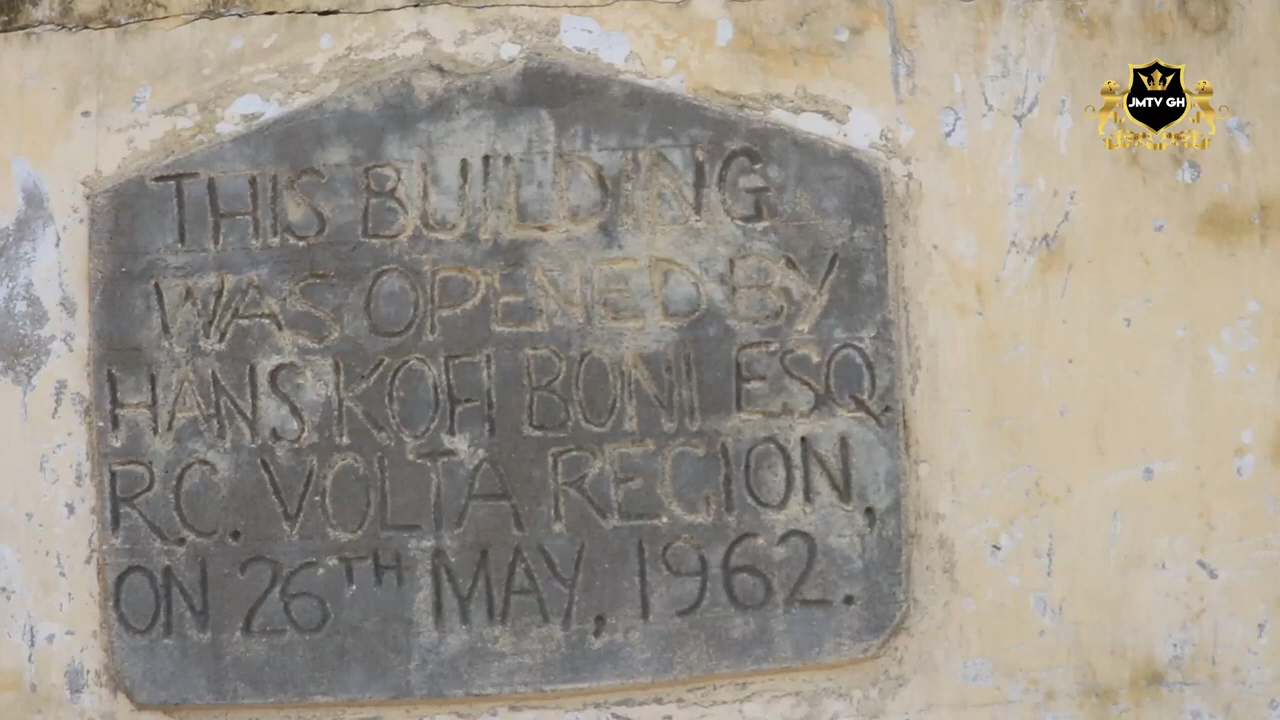 JMTV GH
THIS BUILDING
WAS OPENED BY
HANS KOFI BONI ESQ.
R.C. VOLTA REGION,
ON 26TH MAY, 1962.